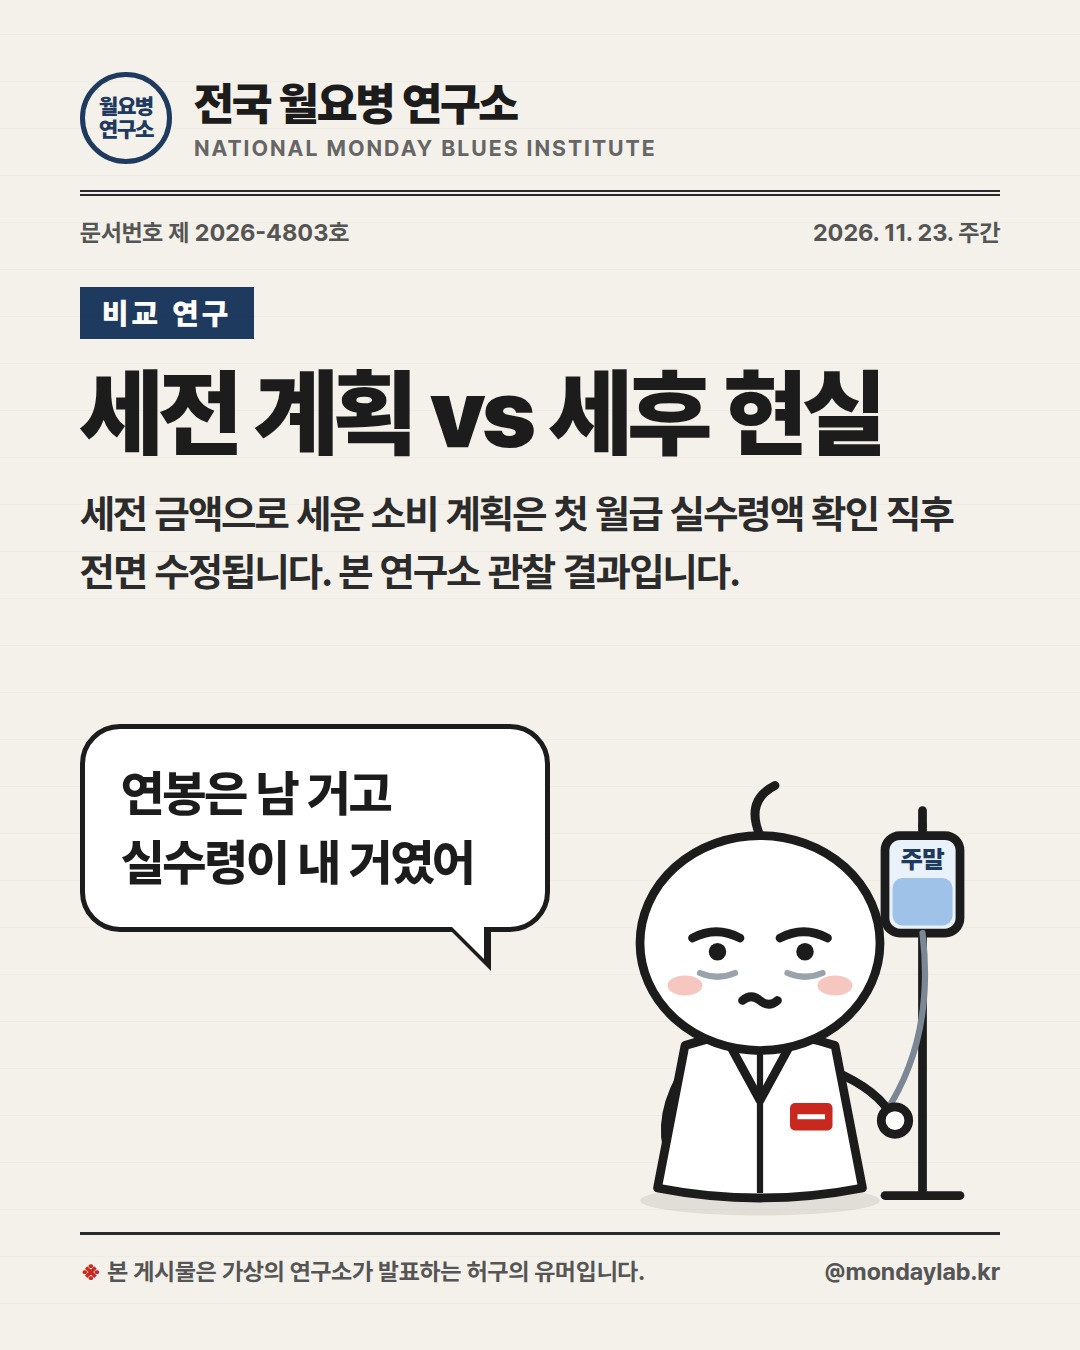 월요병
연구소
전국 월요병 연구소
NATIONAL MONDAY BLUES INSTITUTE
문서번호 제 2026-4803호
2026. 11. 23. 주간
비교 연구
세전 계획 vs 세후 현실
세전 금액으로 세운 소비 계획은 첫 월급 실수령액 확인 직후
전면 수정됩니다. 본 연구소 관찰 결과입니다.
연봉은 남 거고
실수령이 내 거였어
주말
※ 본 게시물은 가상의 연구소가 발표하는 허구의 유머입니다.
@mondaylab.kr